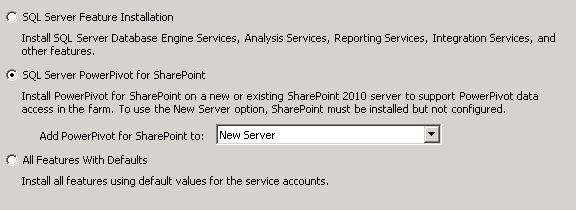 SQL Server Feature Installation
Install SQL Server Database Engine Services, Analysis Services, Reporting Services, Integration Services, and
other features.
SQL Server PowerPivot for SharePoint
Install PowerPivot for SharePoint on a new or existing SharePoint 2010 server to support PowerPivot data
access in the farm. To use the New Server option, SharePoint must be installed but not configured.
Add PowerPivot for SharePoint to: New Server
All Features With Defaults
Install all features using default values for the service accounts.